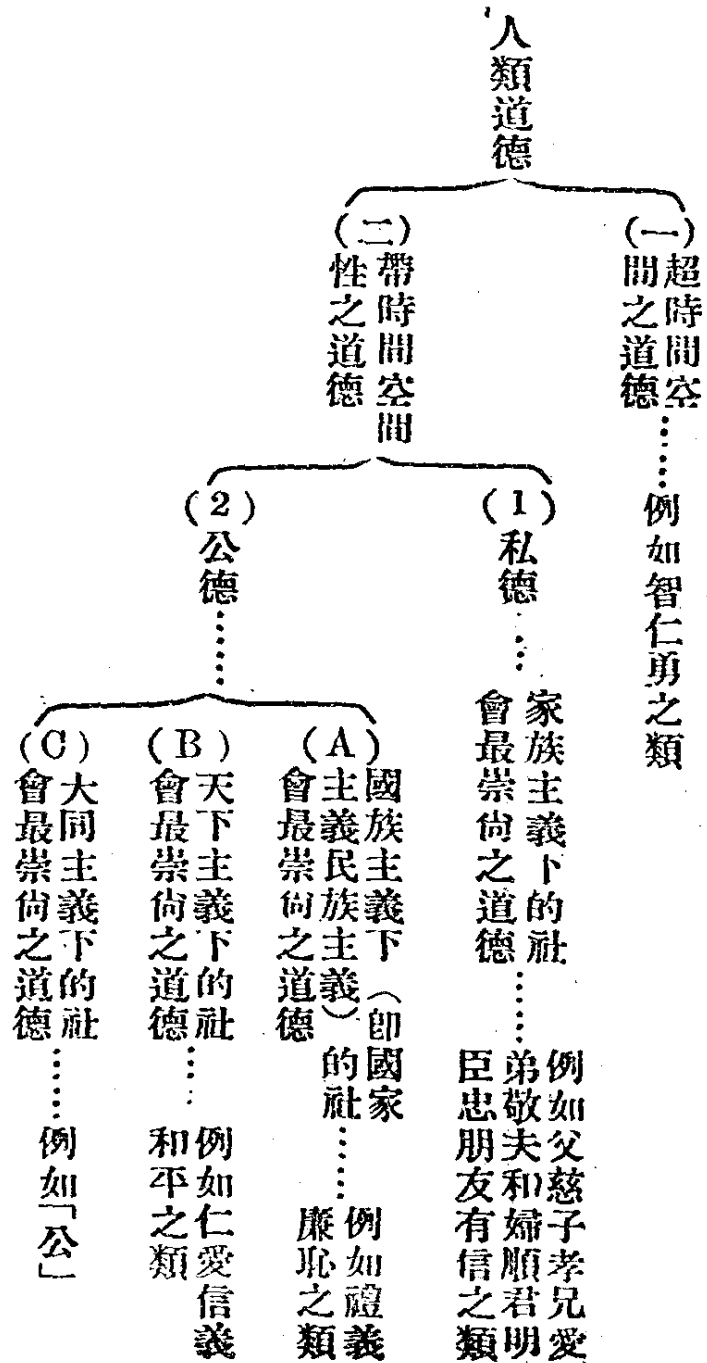 人類道德
(一)超時間空
間之道德……例如智仁勇之類
(二)帶時間空間
性之道德
(1)私德…
家族主義下的社
會最崇尙之道德……
例如父慈子孝兄愛
弟敬夫和婦順君明
臣忠朋友有信之類
(2)公德……
(A)國族主義下(卽國家
主義民族主義)的社
會最崇尙之道德……
例如禮義
廉恥之類
(B)天下主義下的社
會最崇尙之道德……
例如仁愛信義
和平之類
(C)大同主義下的社
會最崇尙之道德……例如「公」